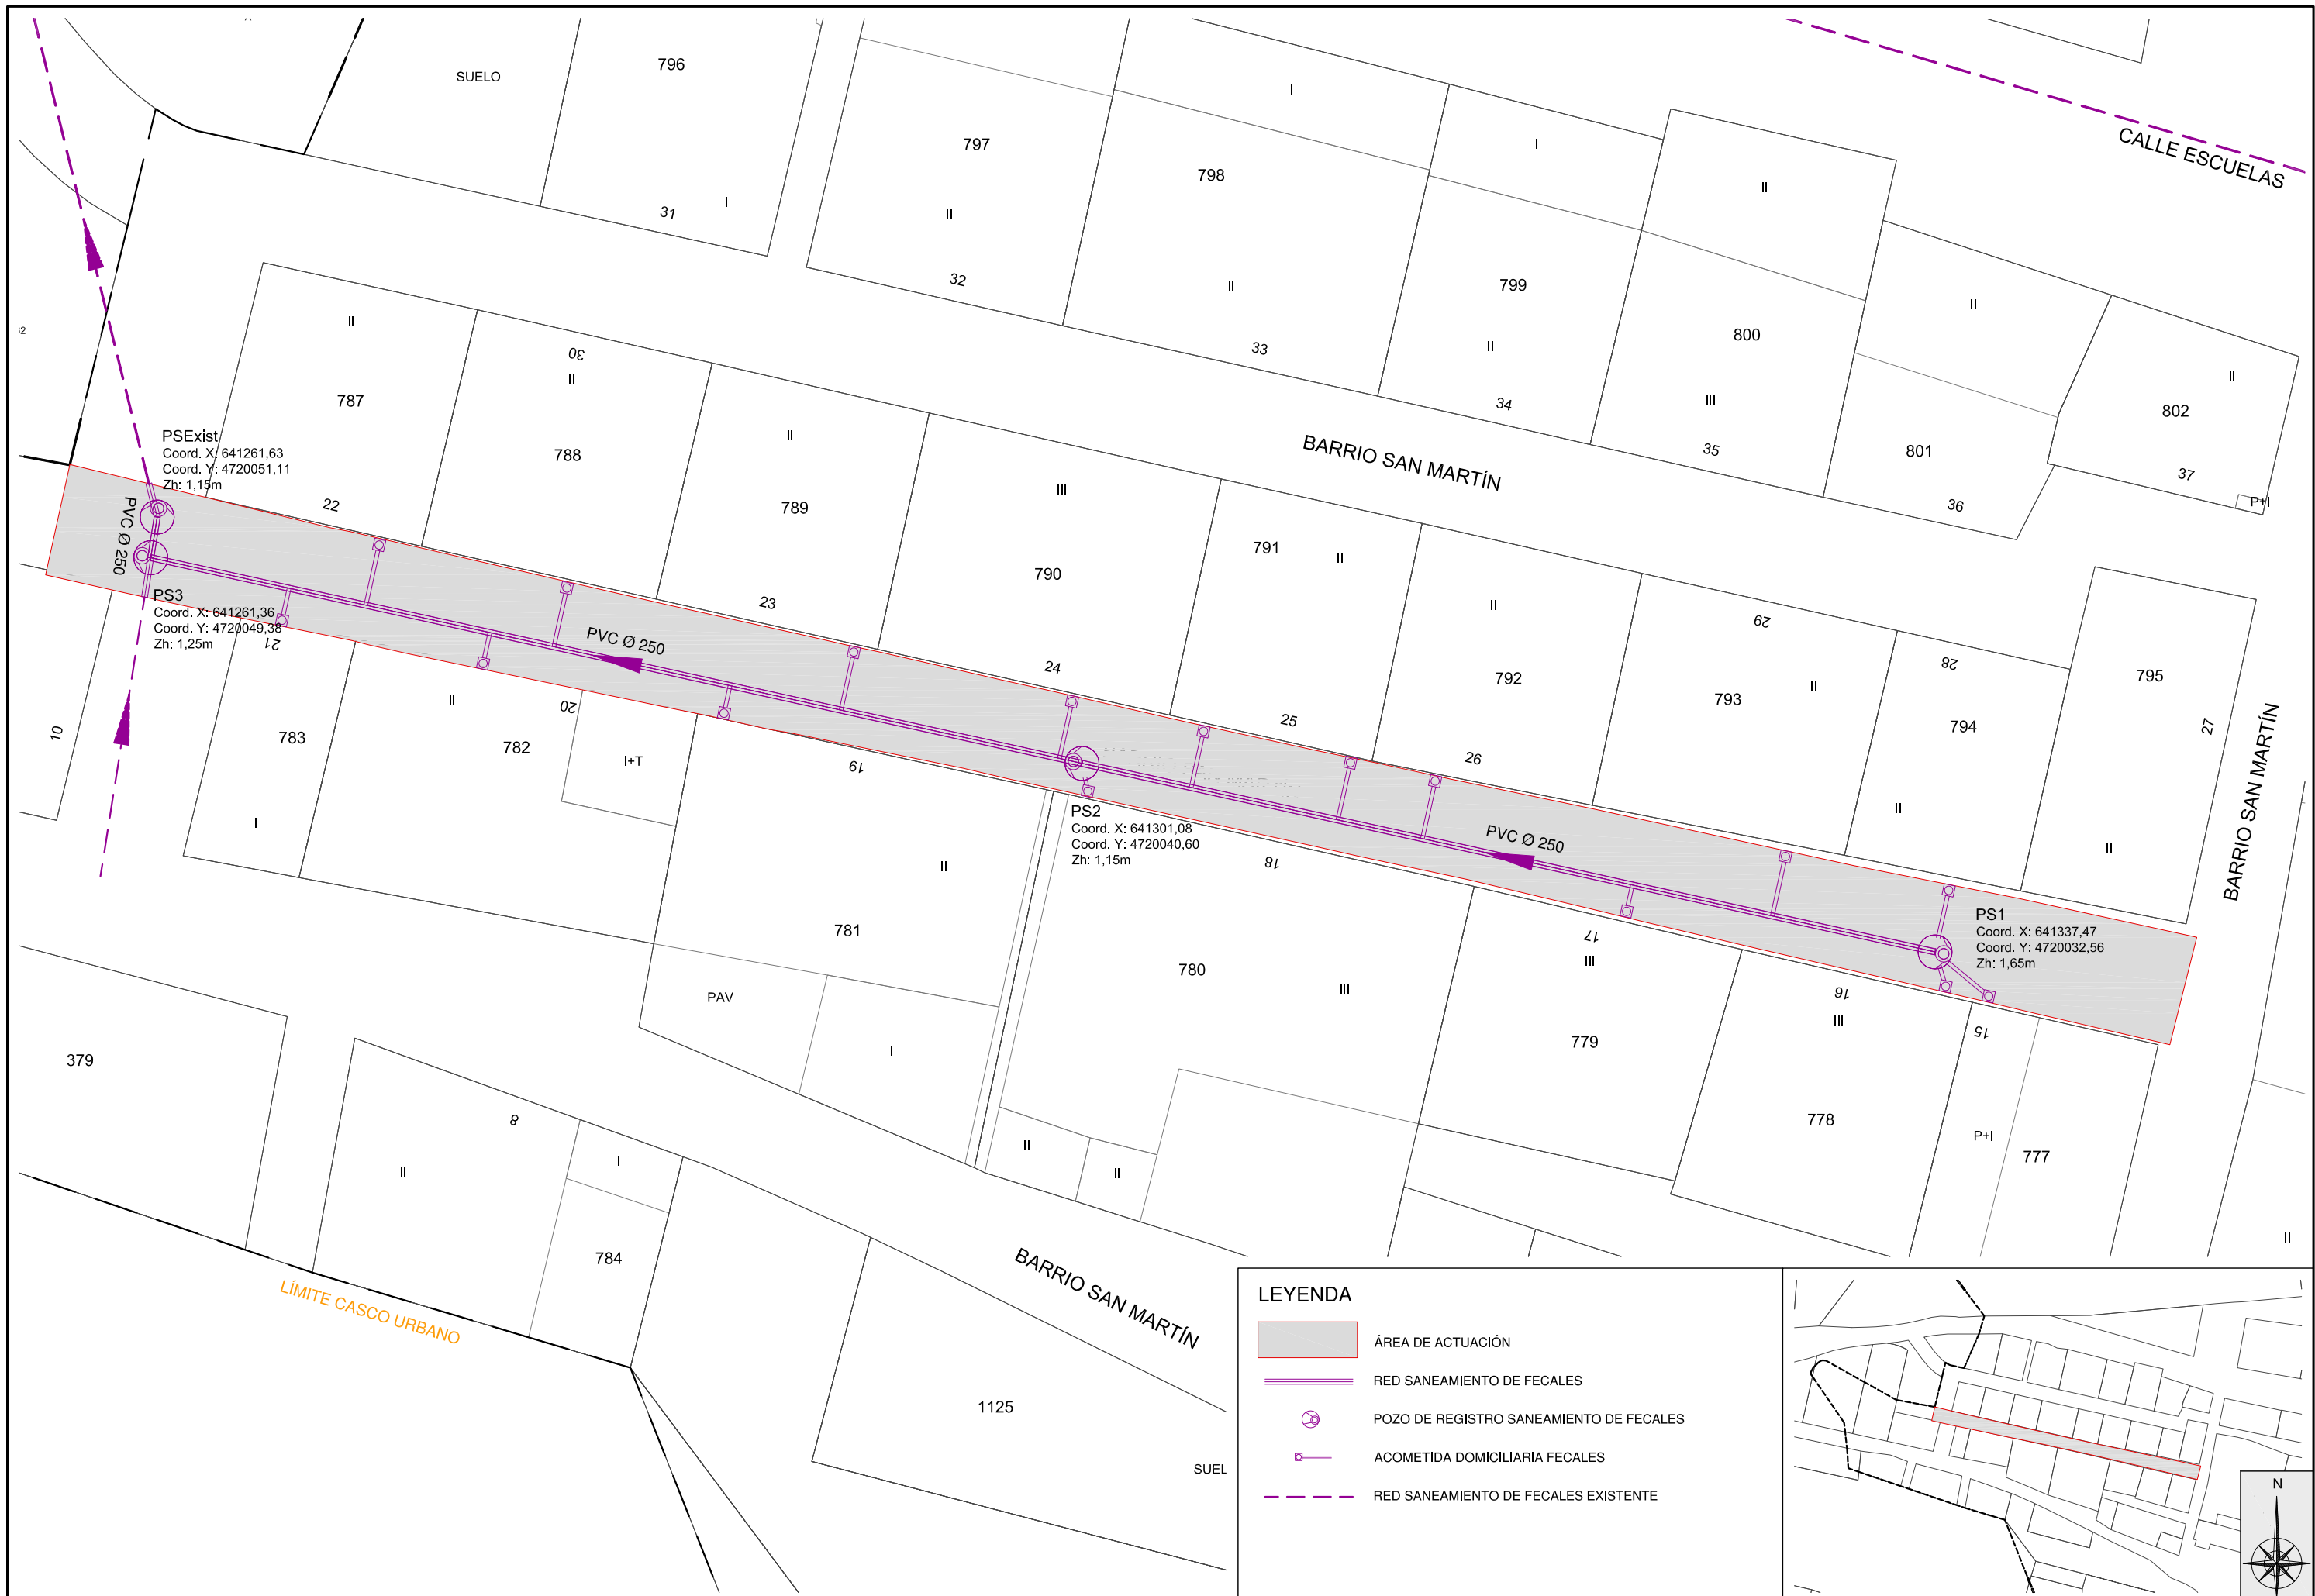 SUELO
796
I
31
797
II
32
I
798
II
33
I
799
II
34
II
800
III
35
II
801
36
II
802
37
P+I
CALLE ESCUELAS
BARRIO SAN MARTÍN
II
787
22
30
II
788
II
789
23
III
790
24
791
II
25
II
792
26
29
793
II
28
794
II
795
27
II
BARRIO SAN MARTÍN
PSExist
Coord. X: 641261,63
Coord. Y: 4720051,11
Zh: 1,15m
PVC Ø 250
PS3
Coord. X: 641261,36
Coord. Y: 4720049,38
Zh: 1,25m
PVC Ø 250
PS2
Coord. X: 641301,08
Coord. Y: 4720040,60
Zh: 1,15m
PVC Ø 250
PS1
Coord. X: 641337,47
Coord. Y: 4720032,56
Zh: 1,65m
10
21
783
I
II
20
782
I+T
19
II
781
PAV
I
18
780
III
II
II
17
III
779
16
III
778
15
P+I
777
II
379
8
II
I
784
LÍMITE CASCO URBANO
BARRIO SAN MARTÍN
1125
SUEL
LEYENDA
ÁREA DE ACTUACIÓN
RED SANEAMIENTO DE FECALES
POZO DE REGISTRO SANEAMIENTO DE FECALES
ACOMETIDA DOMICILIARIA FECALES
RED SANEAMIENTO DE FECALES EXISTENTE
N